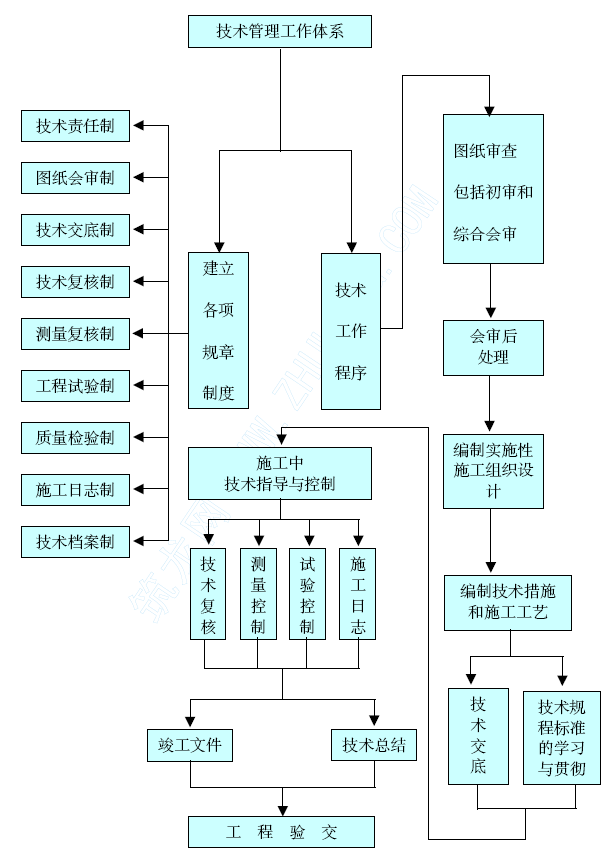 技术管理工作体系
技术责任制
图纸会审制
技术交底制
技术复核制
测量复核制
工程试验制
质量检验制
施工日志制
技术档案制
建立
各项
规章
制度
技术
工作
程序
图纸审查
包括初审和
综合会审
会审后
处理
编制实施性
施工组织设
计
编制技术措施
和施工工艺
技
术
交
底
技术规
程标准
的学习
与贯彻
施工中
技术指导与控制
技
术
复
核
测
量
控
制
试
验
控
制
施
工
日
志
竣工文件
技术总结
工 程 验 交